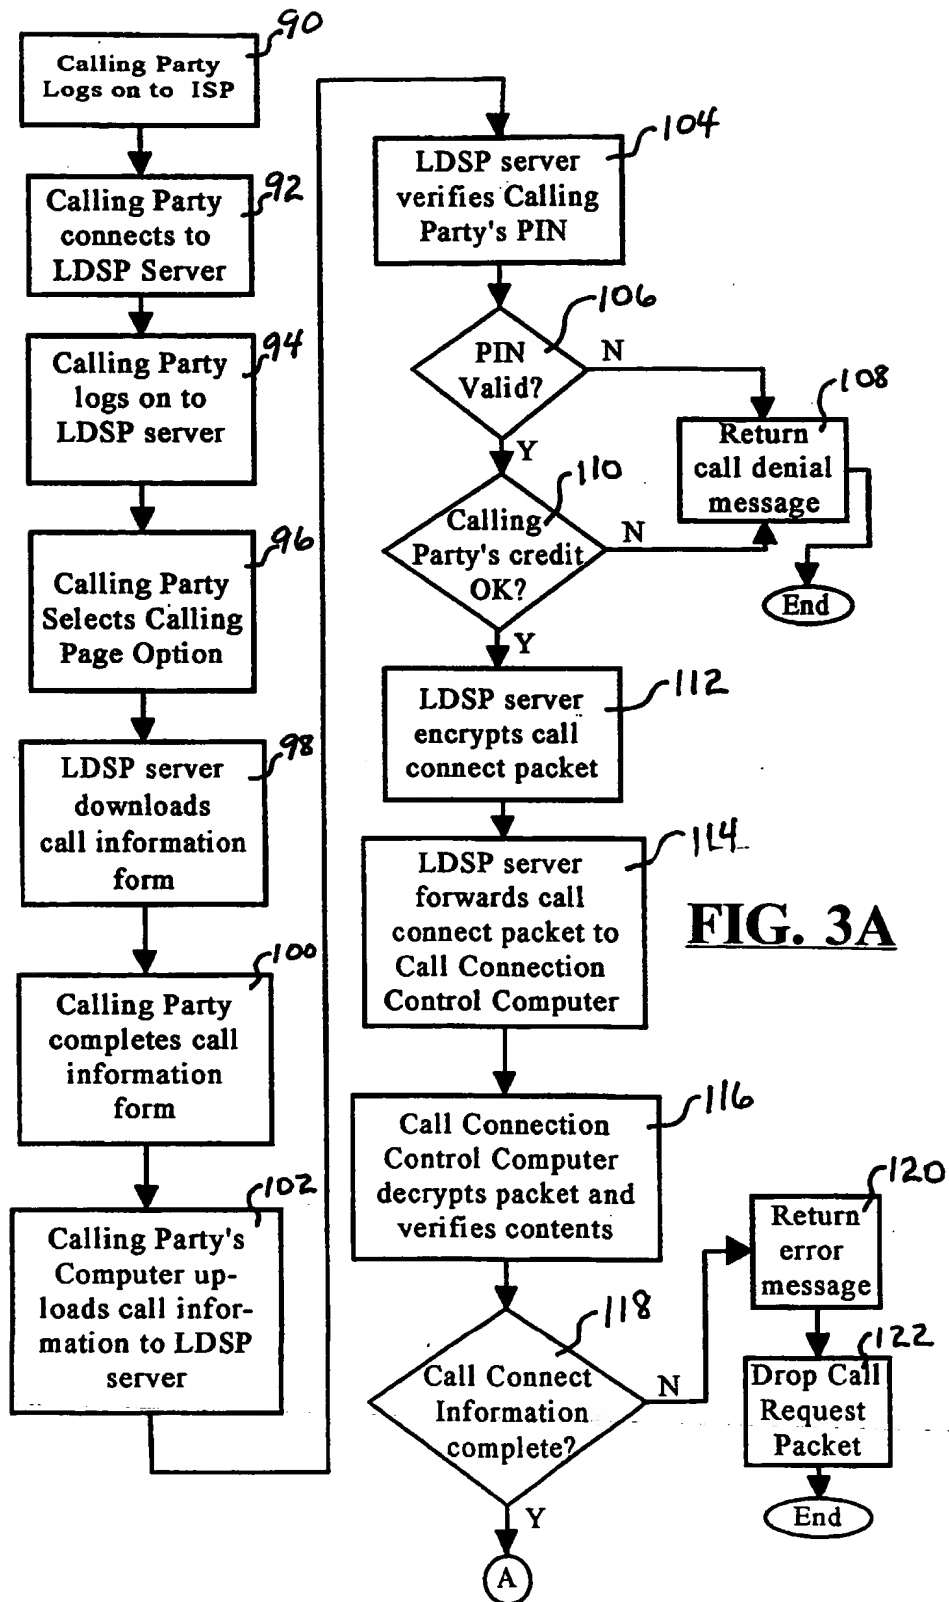 90
Calling Party
Logs on to ISP
92
Calling Party
connects to
LDSP Server
94
Calling Party
logs on to
LDSP server
96
Calling Party
Selects Calling
Page Option
98
LDSP server
downloads
call information
form
100
Calling Party
completes call
information
form
102
Calling Party's
Computer up-
loads call infor-
mation to LDSP
server
104
LDSP server
verifies Calling
Party's PIN
106
PIN
Valid?
N
Y
108
Return
call denial
message
End
110
Calling
Party's credit
OK?
N
Y
112
LDSP server
encrypts call
connect packet
114
LDSP server
forwards call
connect packet to
Call Connection
Control Computer
FIG. 3A
116
Call Connection
Control Computer
decrypts packet and
verifies contents
118
Call Connect
Information
complete?
N
Y
120
Return
error
message
122
Drop Call
Request
Packet
End
A